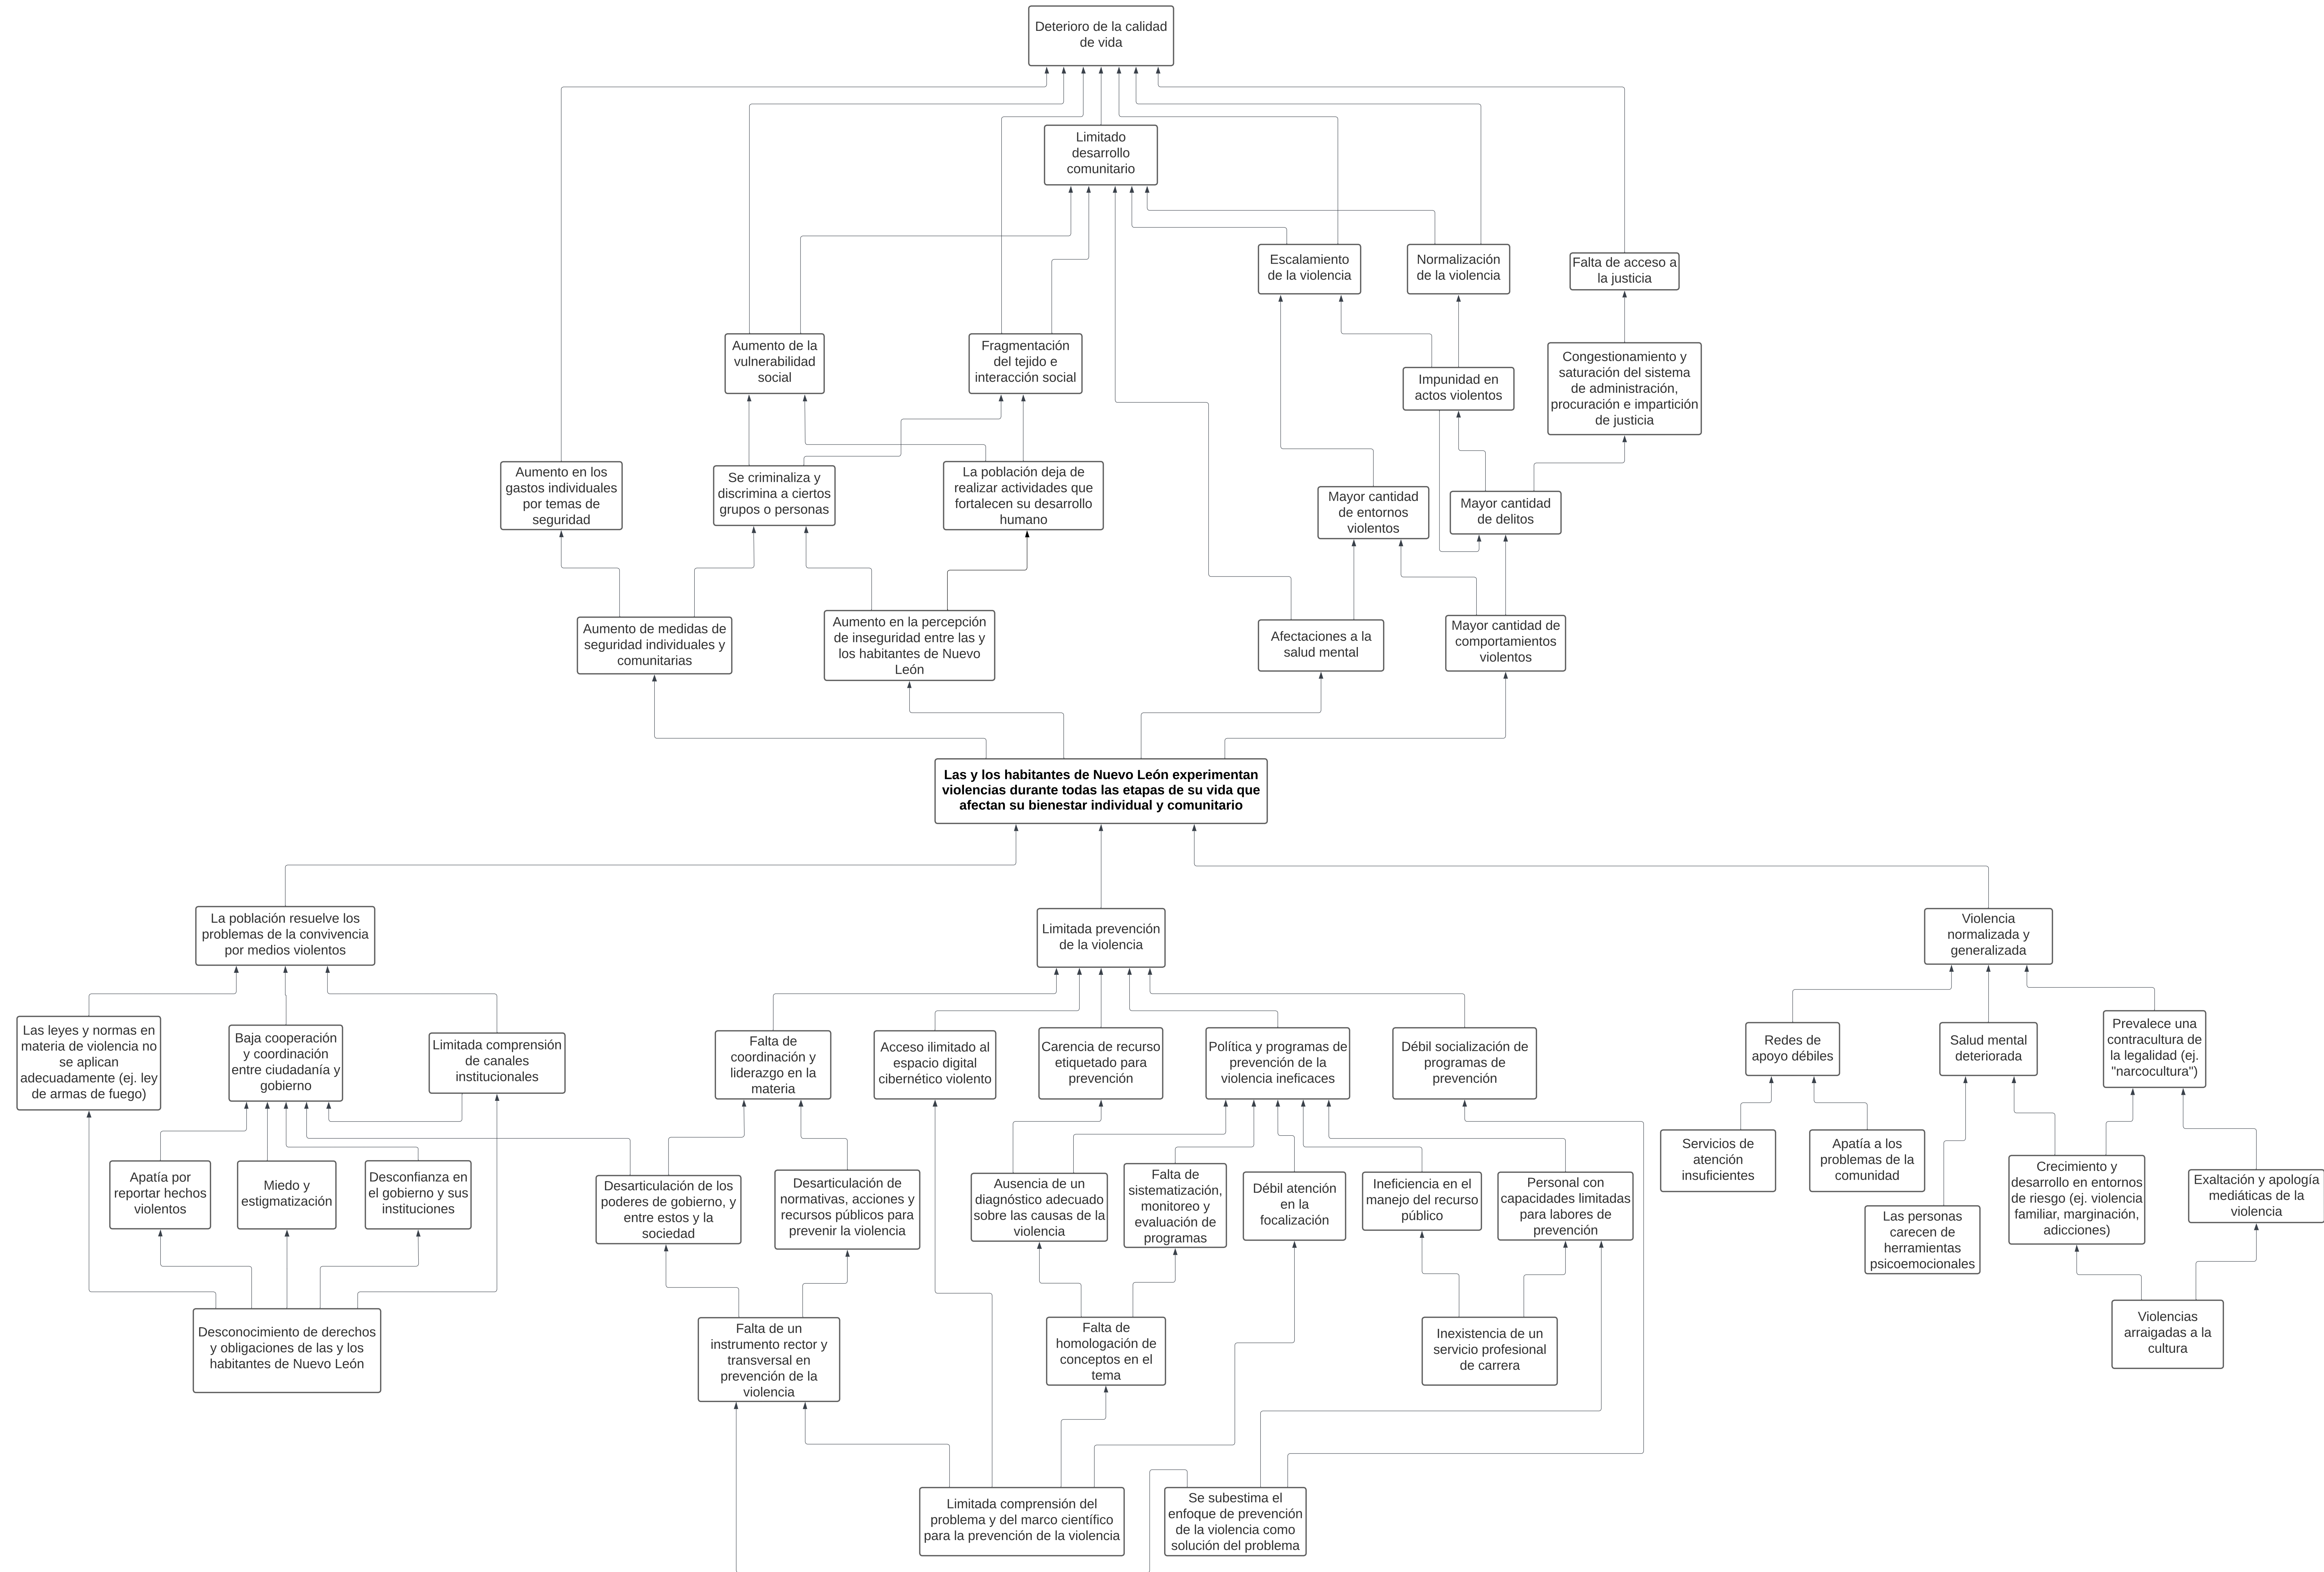 Deterioro de la calidad
de vida
Limitado
desarrollo
comunitario
Escalamiento
de la violencia
Normalización
de la violencia
Falta de acceso a
la justicia
Aumento de la
vulnerabilidad
social
Fragmentación
del tejido e
interacción social
Impunidad en
actos violentos
Congestionamiento y
saturación del sistema
de administración,
procuración e impartición
de justicia
Aumento en los
gastos individuales
por temas de
seguridad
Se criminaliza y
discrimina a ciertos
grupos o personas
La población deja de
realizar actividades que
fortalecen su desarrollo
humano
Mayor cantidad
de entornos
violentos
Mayor cantidad
de delitos
Aumento de medidas de
seguridad individuales y
comunitarias
Aumento en la percepción
de inseguridad entre las y
los habitantes de Nuevo
León
Afectaciones a la
salud mental
Mayor cantidad de
comportamientos
violentos
Las y los habitantes de Nuevo León experimentan
violencias durante todas las etapas de su vida que
afectan su bienestar individual y comunitario
La población resuelve los
problemas de la convivencia
por medios violentos
Limitada prevención
de la violencia
Violencia
normalizada y
generalizada
Las leyes y normas en
materia de violencia no
se aplican
adecuadamente (ej. ley
de armas de fuego)
Baja cooperación
y coordinación
entre ciudadanía y
gobierno
Limitada comprensión
de canales
institucionales
Falta de
coordinación y
liderazgo en la
materia
Acceso ilimitado al
espacio digital
cibernético violento
Carencia de recurso
etiquetado para
prevención
Política y programas de
prevención de la
violencia ineficaces
Débil socialización de
programas de
prevención
Redes de
apoyo débiles
Salud mental
deteriorada
Prevalece una
contracultura de
la legalidad (ej.
"narcocultura")
Apatía por
reportar hechos
violentos
Miedo y
estigmatización
Desconfianza en
el gobierno y sus
instituciones
Desarticulación de los
poderes de gobierno, y
entre estos y la
sociedad
Desarticulación de
normativas, acciones y
recursos públicos para
prevenir la violencia
Ausencia de un
diagnóstico adecuado
sobre las causas de la
violencia
Falta de
sistematización,
monitoreo y
evaluación de
programas
Débil atención
en la
focalización
Ineficiencia en el
manejo del recurso
público
Personal con
capacidades limitadas
para labores de
prevención
Servicios de
atención
insuficientes
Apatía a los
problemas de la
comunidad
Las personas
carecen de
herramientas
psicoemocionales
Crecimiento y
desarrollo en entornos
de riesgo (ej. violencia
familiar, marginación,
adicciones)
Exaltación y apología
mediáticas de la
violencia
Desconocimiento de derechos
y obligaciones de las y los
habitantes de Nuevo León
Falta de un
instrumento rector y
transversal en
prevención de la
violencia
Falta de
homologación de
conceptos en el
tema
Inexistencia de un
servicio profesional
de carrera
Violencias
arraigadas a la
cultura
Limitada comprensión del
problema y del marco científico
para la prevención de la violencia
Se subestima el
enfoque de prevención
de la violencia como
solución del problema